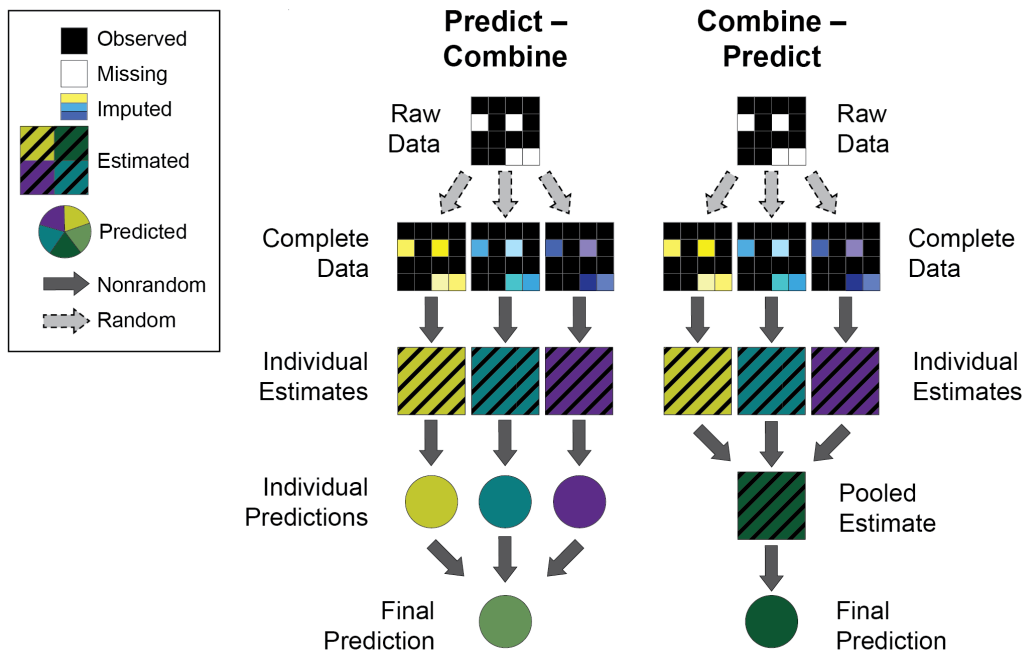 Observed
Missing
Imputed
Estimated
Predicted
Nonrandom
Random
Predict –
Combine
Raw
Data
Complete
Data
Individual
Estimates
Individual
Predictions
Final
Prediction
Combine –
Predict
Raw
Data
Complete
Data
Individual
Estimates
Pooled
Estimate
Final
Prediction